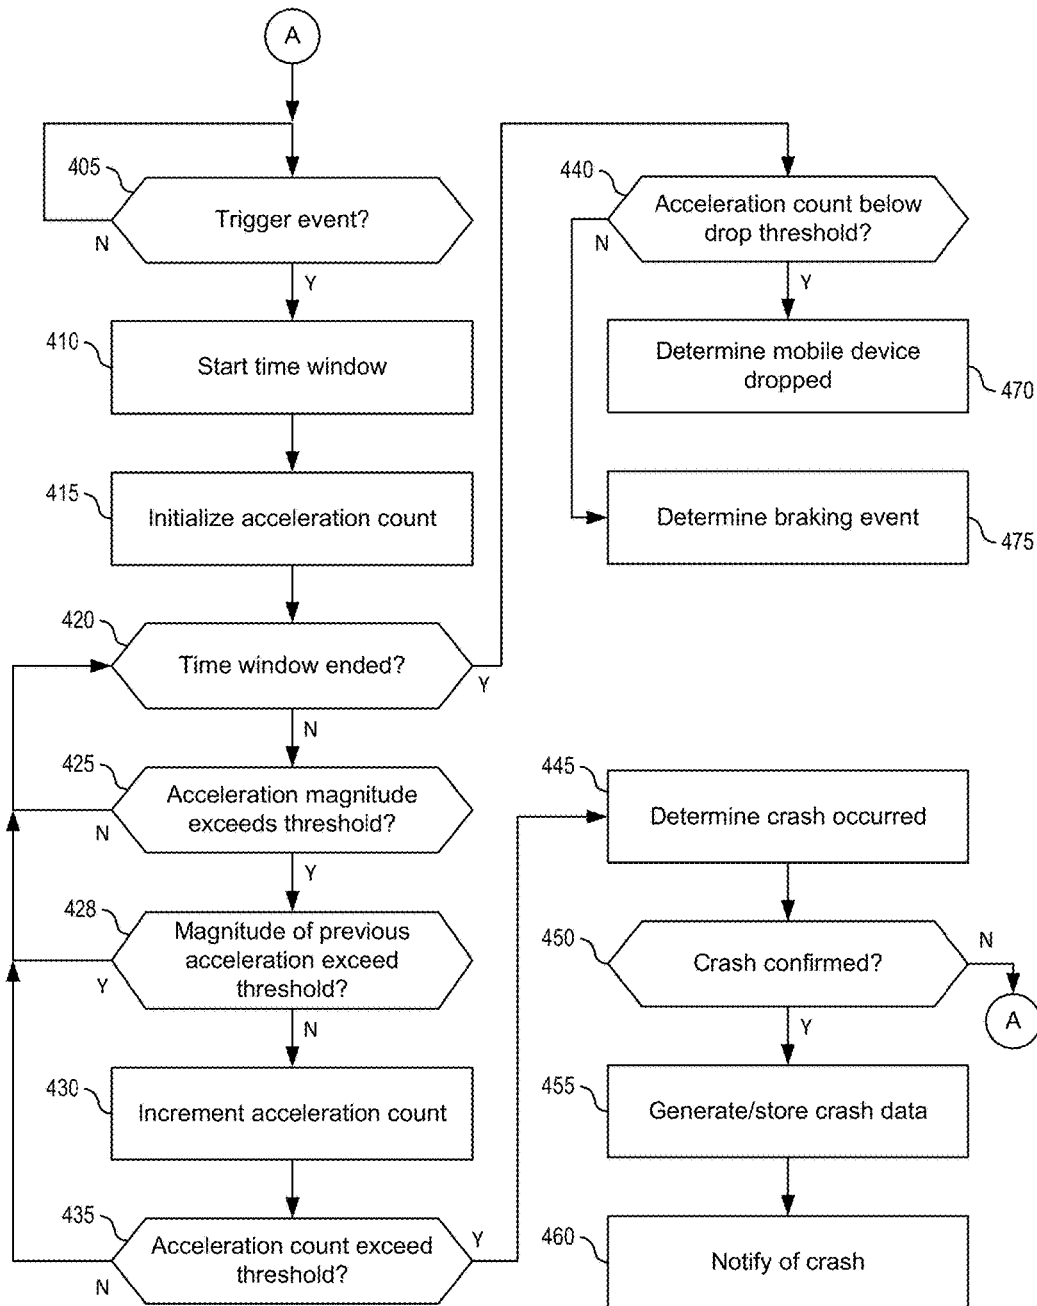 A
405
Trigger event?
N
Y
410
Start time window
415
Initialize acceleration count
420
Time window ended?
Y
N
425
Acceleration magnitude
exceeds threshold?
N
Y
428
Magnitude of previous
acceleration exceed
threshold?
Y
N
430
Increment acceleration count
435
Acceleration count exceed
threshold?
Y
N
440
Acceleration count below
drop threshold?
N
Y
Determine mobile device
dropped
470
Determine braking event
475
445
Determine crash occurred
450
Crash confirmed?
N
A
Y
455
Generate/store crash data
460
Notify of crash